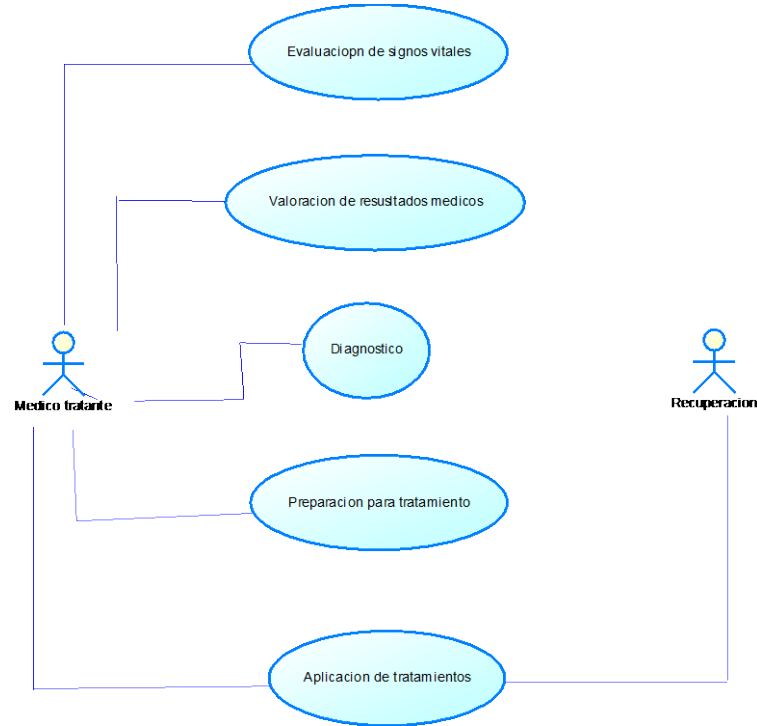 Evaluaciopn de signos vitales
Valoracion de resusltados medicos
Diagnostico
Medico tratante
Recuperacion
Preparacion para tratamiento
Aplicacion de tratamientos